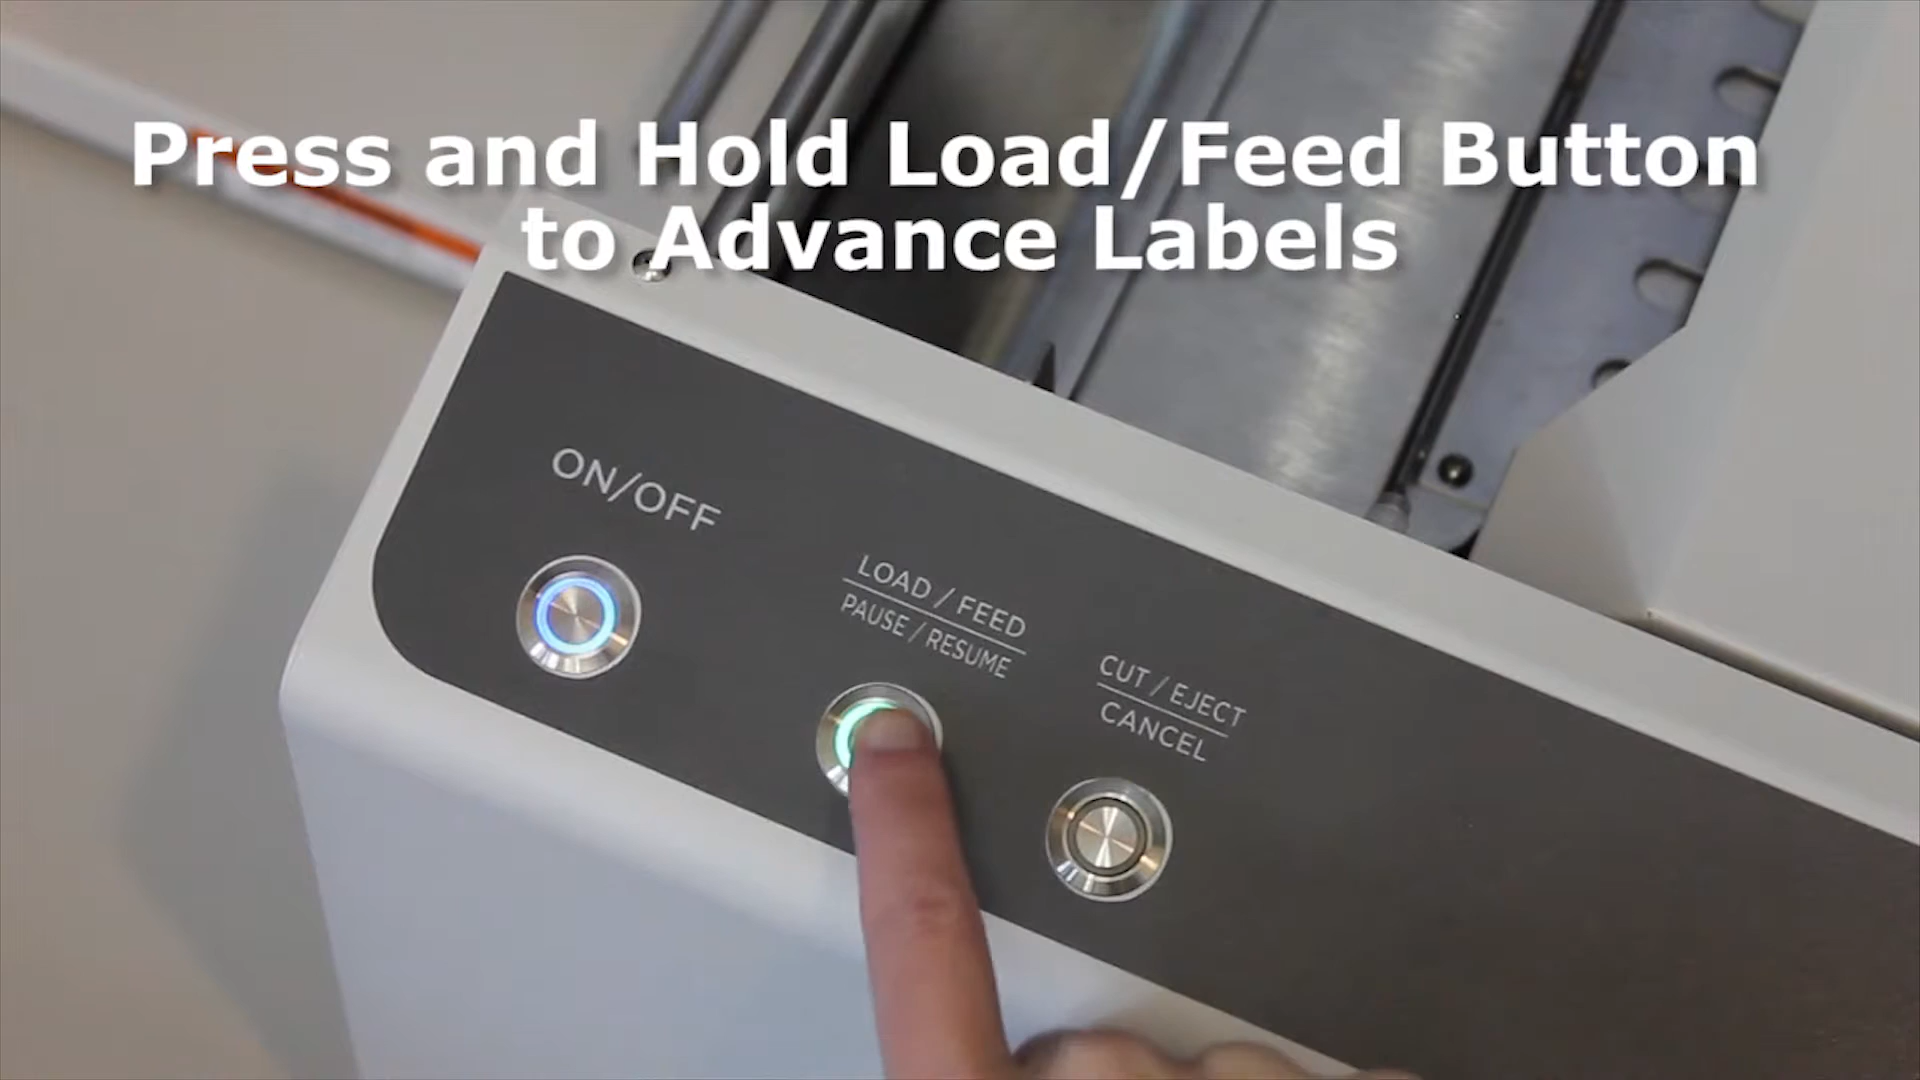 Press and Hold Load/Feed Button
to Advance Labels
ON/OFF
LOAD / FEED
PAUSE / RESUME
CUT / EJECT
CANCEL